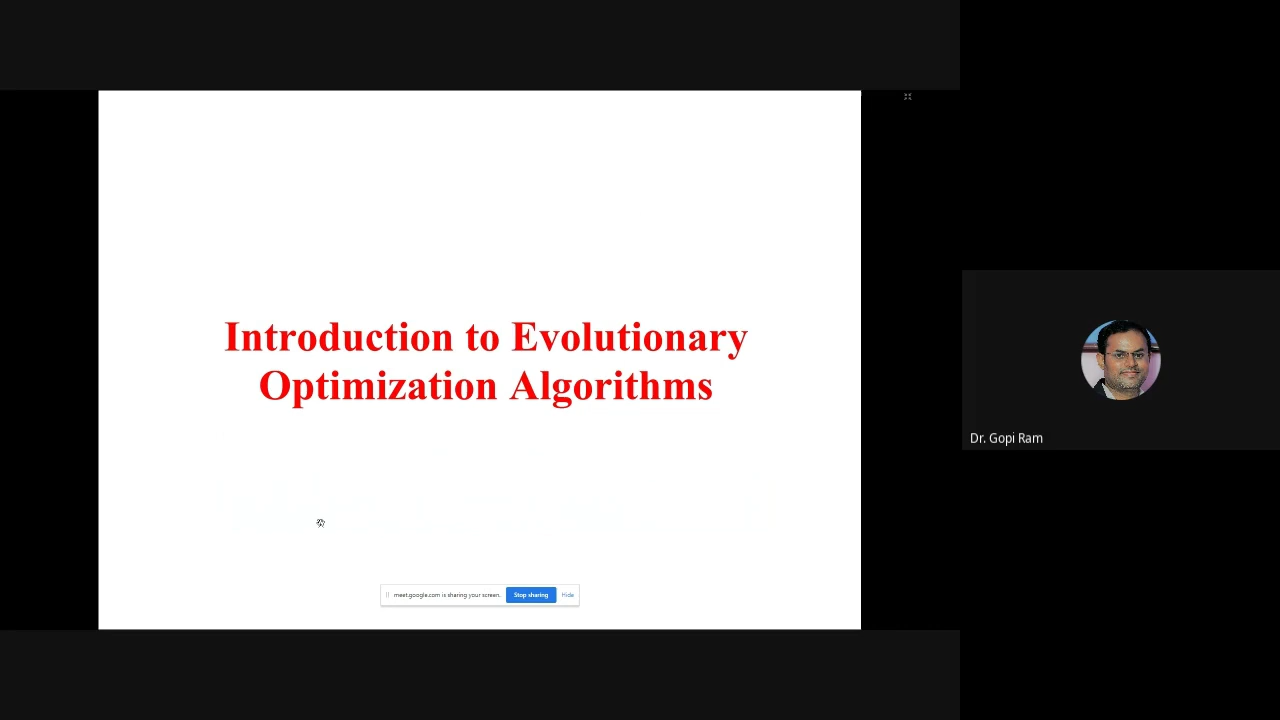 Introduction to Evolutionary
Optimization Algorithms
Dr. Gopi Ram
meet.google.com is sharing your screen.
Stop sharing
Hide